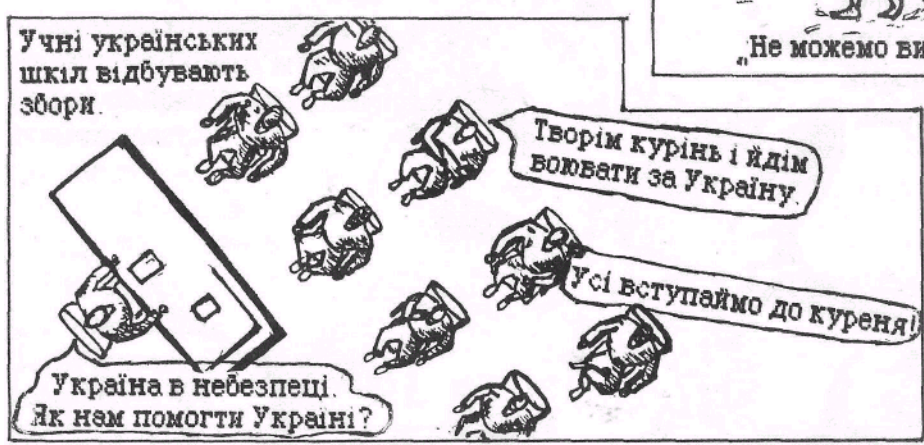 Учні українських
шкіл відбувають
збори.
„Не можемо
Творім курінь і йдім
воювати за Україну.
Усі вступаймо до куреня!
Україна в небезпеці.
Як нам помогти Україні?